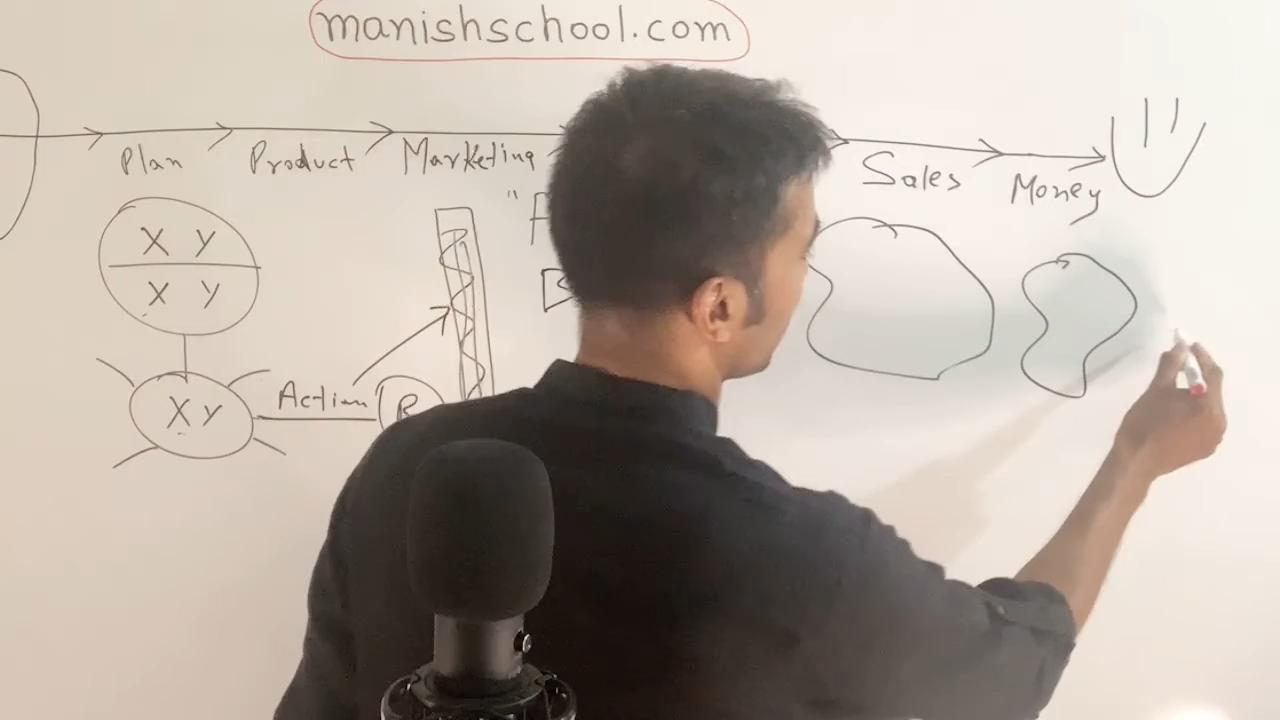 manishschool.com
Plan Product Marketing Sales Money
X Y
X Y
Action R
X Y